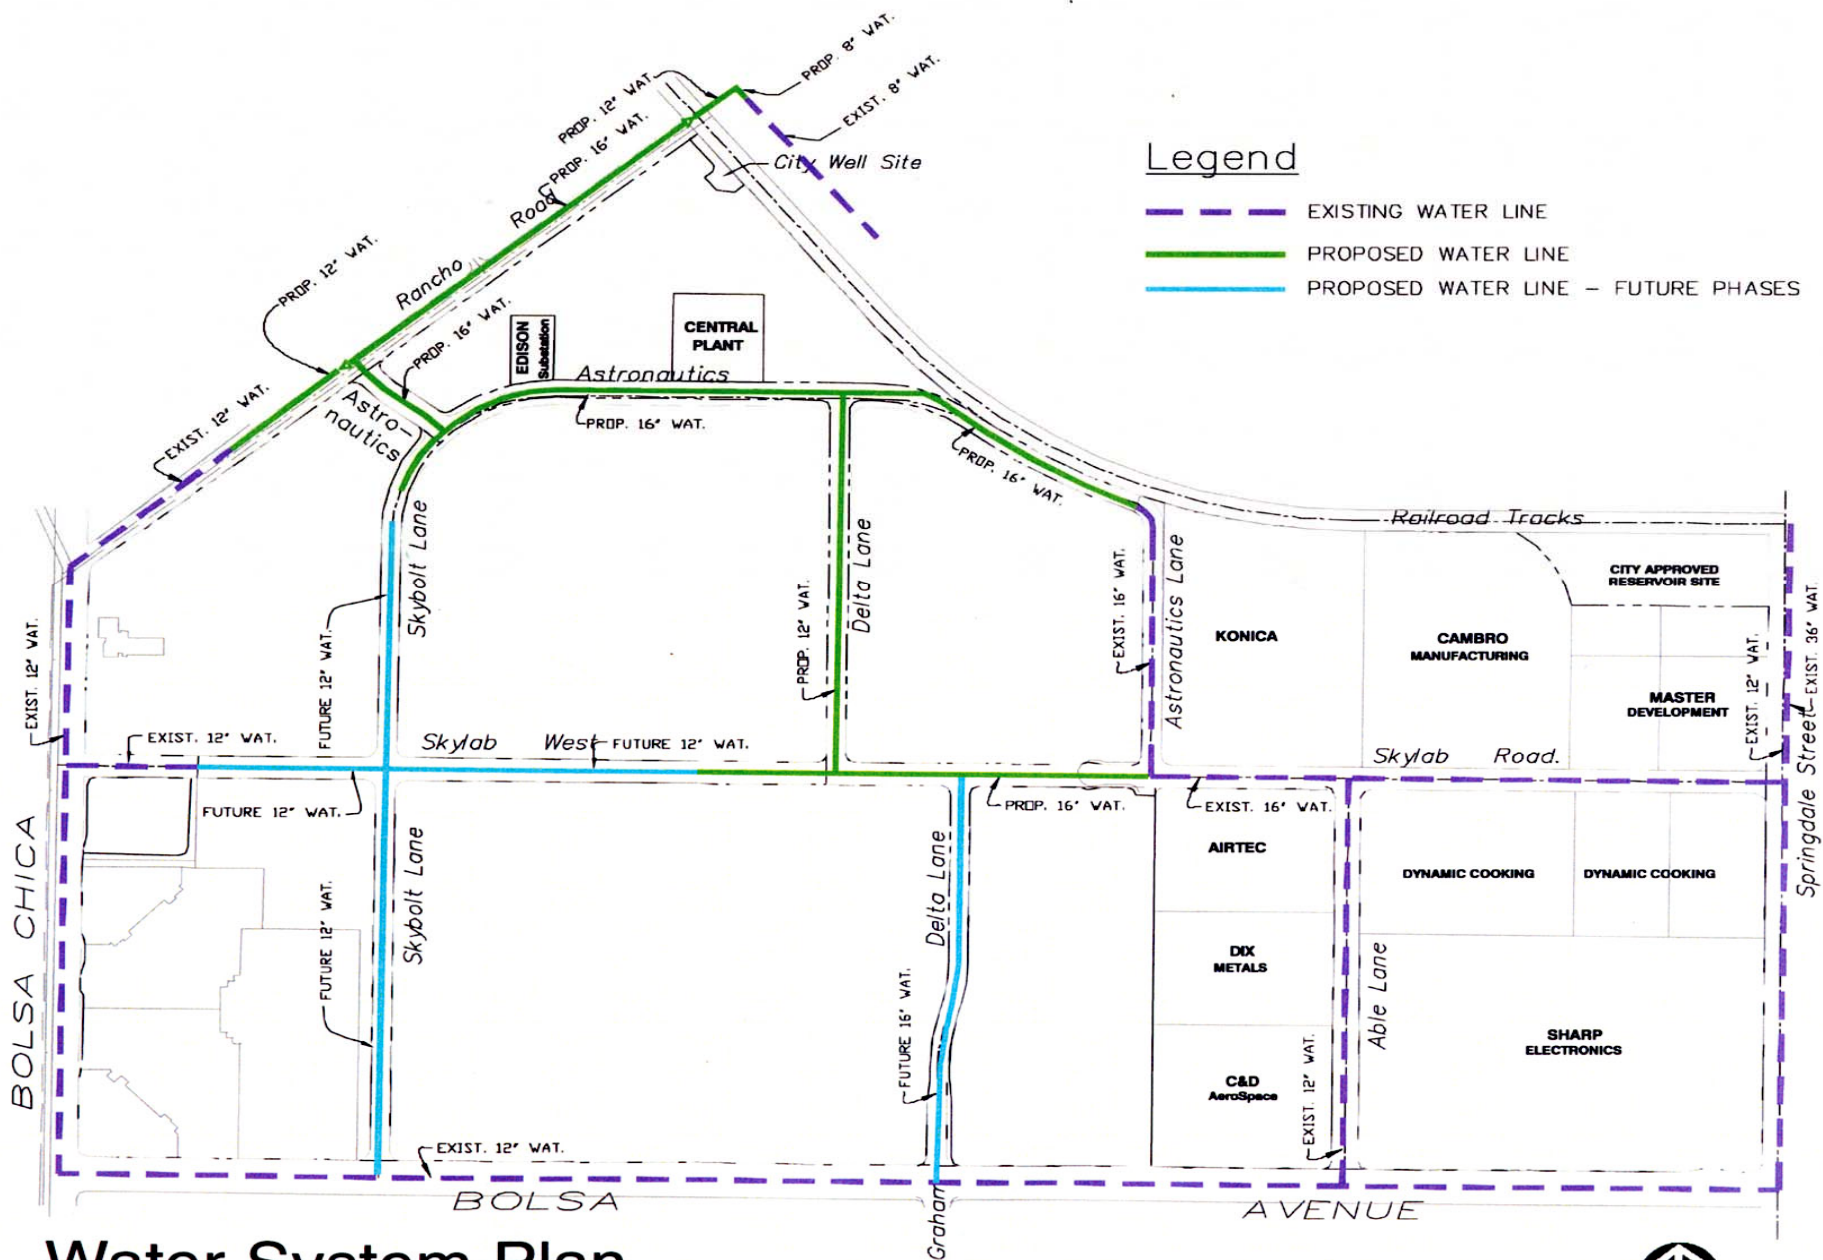 PROP. 8" WAT.
PROP. 12" WAT.
EXIST. 8" WAT.
PROP. 16" WAT.
City Well Site
Legend
EXISTING WATER LINE
PROPOSED WATER LINE
PROPOSED WATER LINE - FUTURE PHASES
Rancho Road
PROP. 12" WAT.
PROP. 16" WAT.
EDISON
Substation
CENTRAL
PLANT
Astronautics
EXIST. 12" WAT.
Astro-
nautics
PROP. 16" WAT.
PROP. 16" WAT.
Railroad Tracks
Skybolt Lane
Delta Lane
EXIST. 16" WAT.
Astronautics Lane
CITY APPROVED
RESERVOIR SITE
KONICA
CAMBRO
MANUFACTURING
MASTER
DEVELOPMENT
EXIST. 12" WAT.
FUTURE 12" WAT.
PROP. 12" WAT.
EXIST. 12" WAT.
EXIST. 36" WAT.
Springdale Street
EXIST. 12" WAT.
Skylab West
FUTURE 12" WAT.
Skylab Road.
FUTURE 12" WAT.
PROP. 16" WAT.
EXIST. 16" WAT.
BOLSA CHICA
Skybolt Lane
FUTURE 12" WAT.
Delta Lane
FUTURE 16" WAT.
AIRTEC
DYNAMIC COOKING
DYNAMIC COOKING
DIX
METALS
Able Lane
EXIST. 12" WAT.
C&D
AeroSpace
SHARP
ELECTRONICS
EXIST. 12" WAT.
BOLSA AVENUE
Graham
Water System Plan